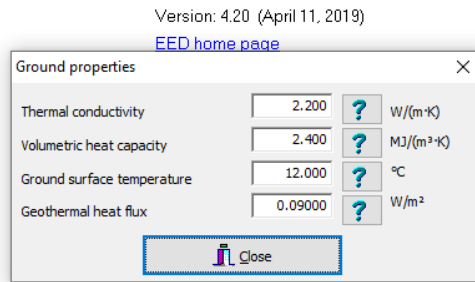 Version: 4.20 (April 11, 2019)
EED home page
Ground properties
Thermal conductivity 2.200 ? W/(m·K)
Volumetric heat capacity 2.400 ? MJ/(m³·K)
Ground surface temperature 12.000 ? °C
Geothermal heat flux 0.09000 ? W/m²
Close